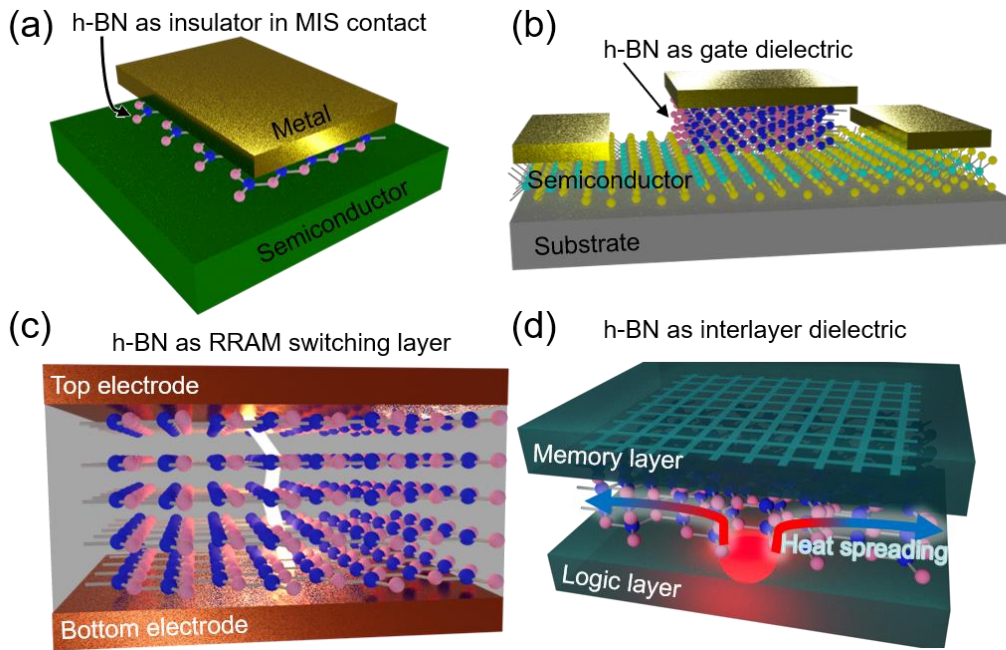 (a)
h-BN as insulator in MIS contact
Metal
Semiconductor
(b)
h-BN as gate dielectric
Semiconductor
Substrate
(c)
h-BN as RRAM switching layer
Top electrode
Bottom electrode
(d)
h-BN as interlayer dielectric
Memory layer
Heat spreading
Logic layer